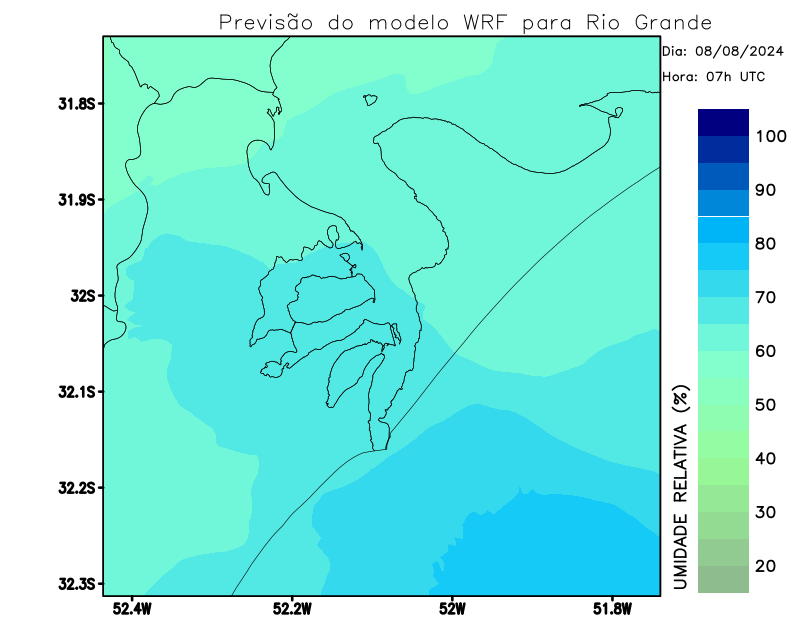 Previsão do modelo WRF para Rio Grande
Dia: 08/08/2024
Hora: 07h UTC
31.8S
31.9S
32S
32.1S
32.2S
32.3S
52.4W
52.2W
52W
51.8W
100
90
80
70
60
50
40
30
20
UMIDADE RELATIVA (%)